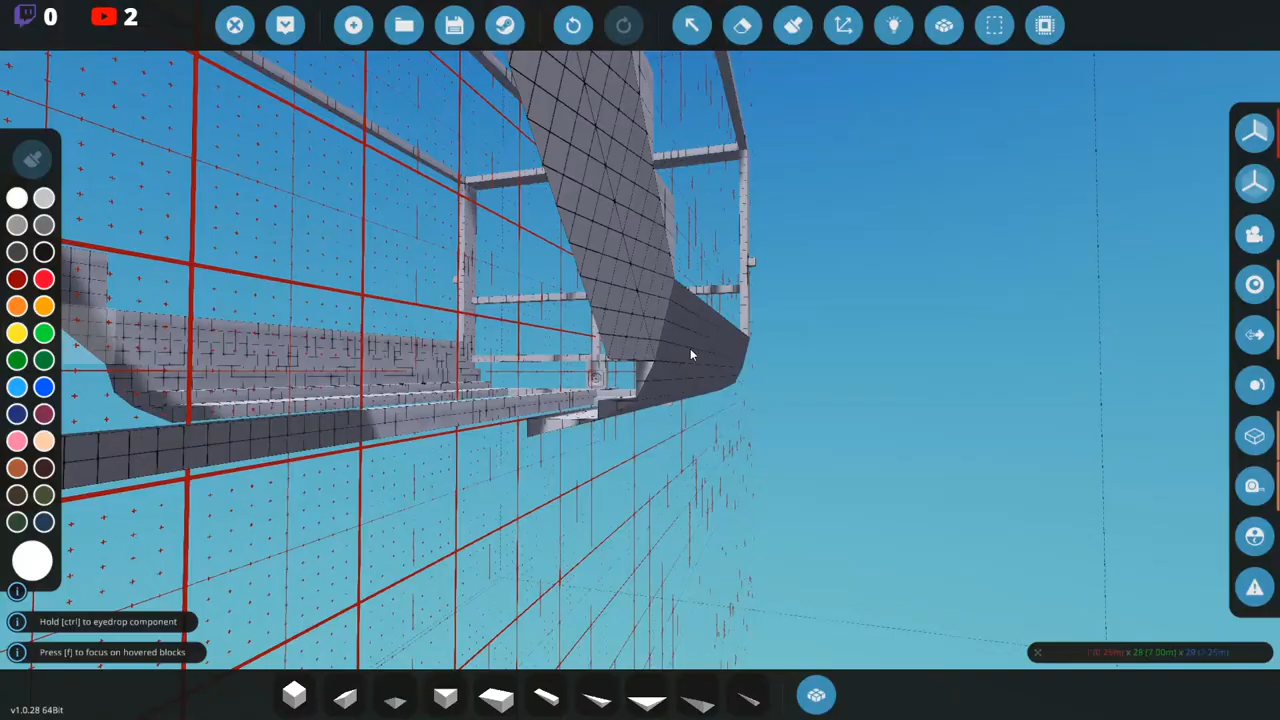 0
2
Hold [ctrl] to eyedrop component
Press [f] to focus on hovered blocks
v1.0.28 64Bit